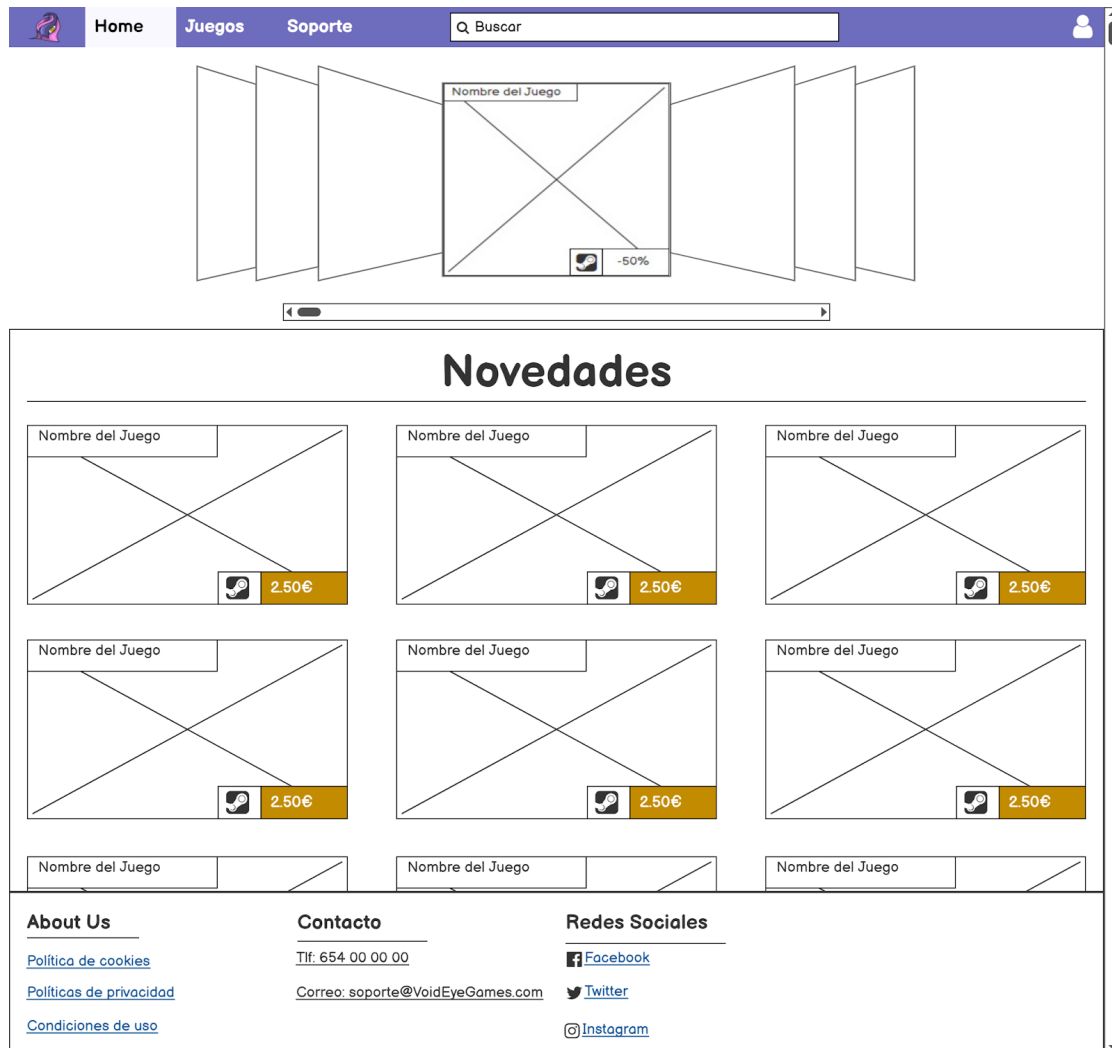 Home Juegos Soporte Buscar
Nombre del Juego
-50%
Novedades
Nombre del Juego Nombre del Juego Nombre del Juego
2.50€ 2.50€ 2.50€
Nombre del Juego Nombre del Juego Nombre del Juego
2.50€ 2.50€ 2.50€
Nombre del Juego Nombre del Juego Nombre del Juego
About Us
Política de cookies
Políticas de privacidad
Condiciones de uso
Contacto
Tlf: 654 00 00 00
Correo: soporte@VoidEyeGames.com
Redes Sociales
Facebook
Twitter
Instagram